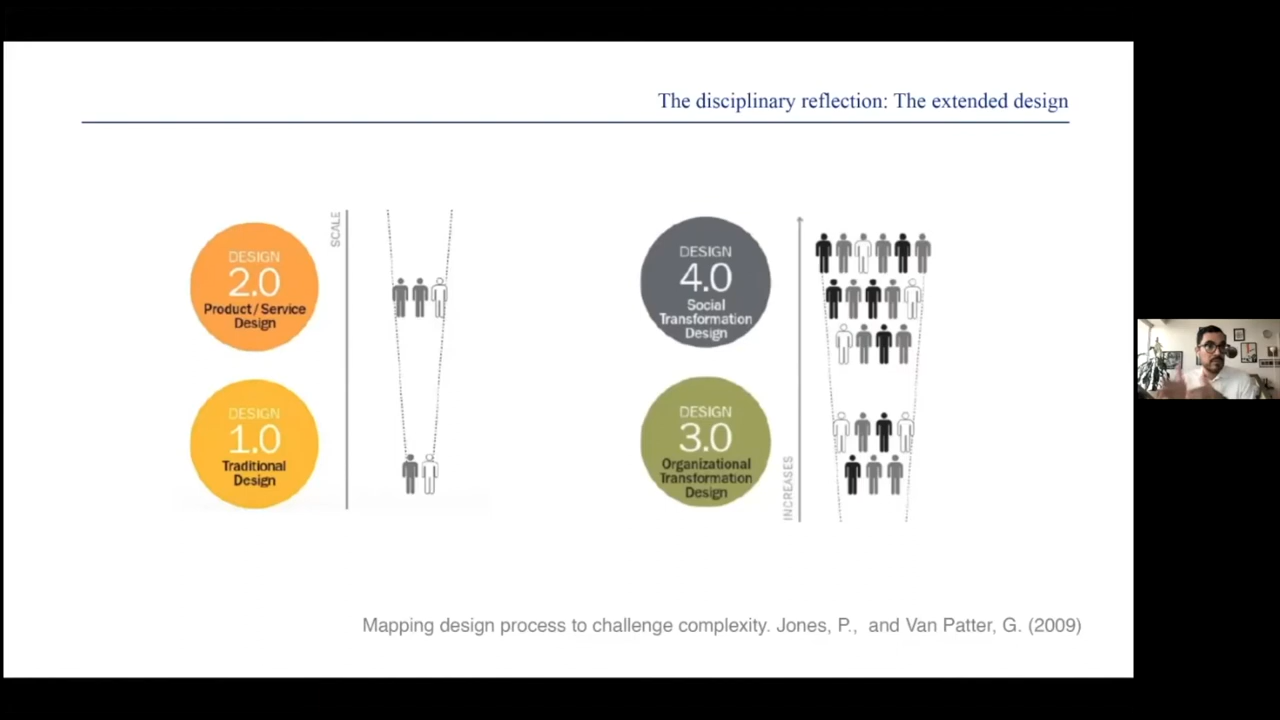 The disciplinary reflection: The extended design
SCALE
DESIGN
2.0
Product / Service
Design
DESIGN
1.0
Traditional
Design
DESIGN
4.0
Social
Transformation
Design
DESIGN
3.0
Organizational
Transformation
Design
INCREASES
Mapping design process to challenge complexity. Jones, P.,  and Van Patter, G. (2009)